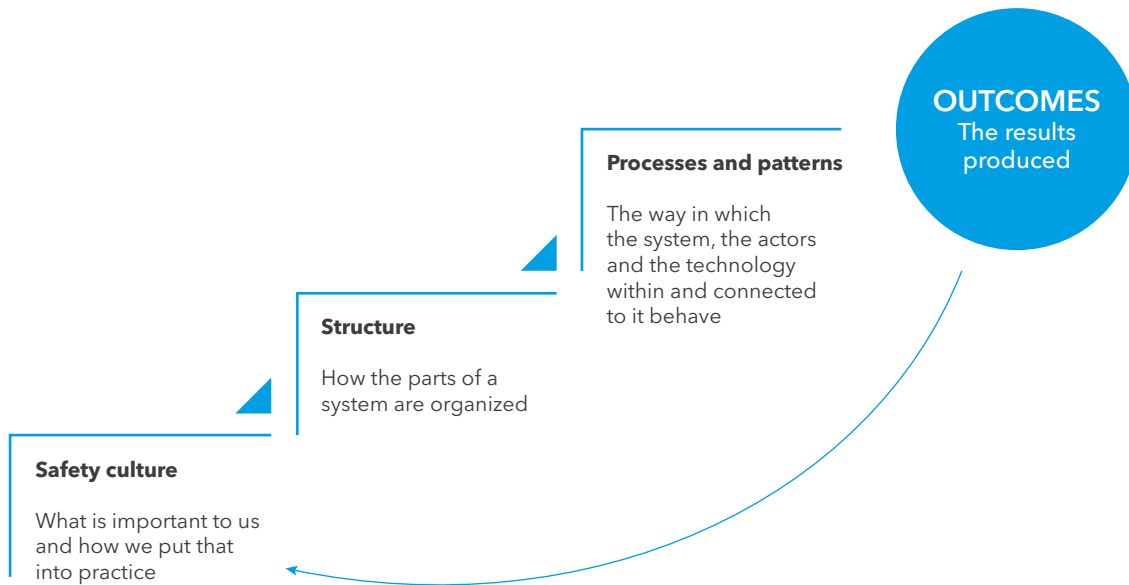 OUTCOMES
The results
produced
Processes and patterns
The way in which
the system, the actors
and the technology
within and connected
to it behave
Structure
How the parts of a
system are organized
Safety culture
What is important to us
and how we put that
into practice